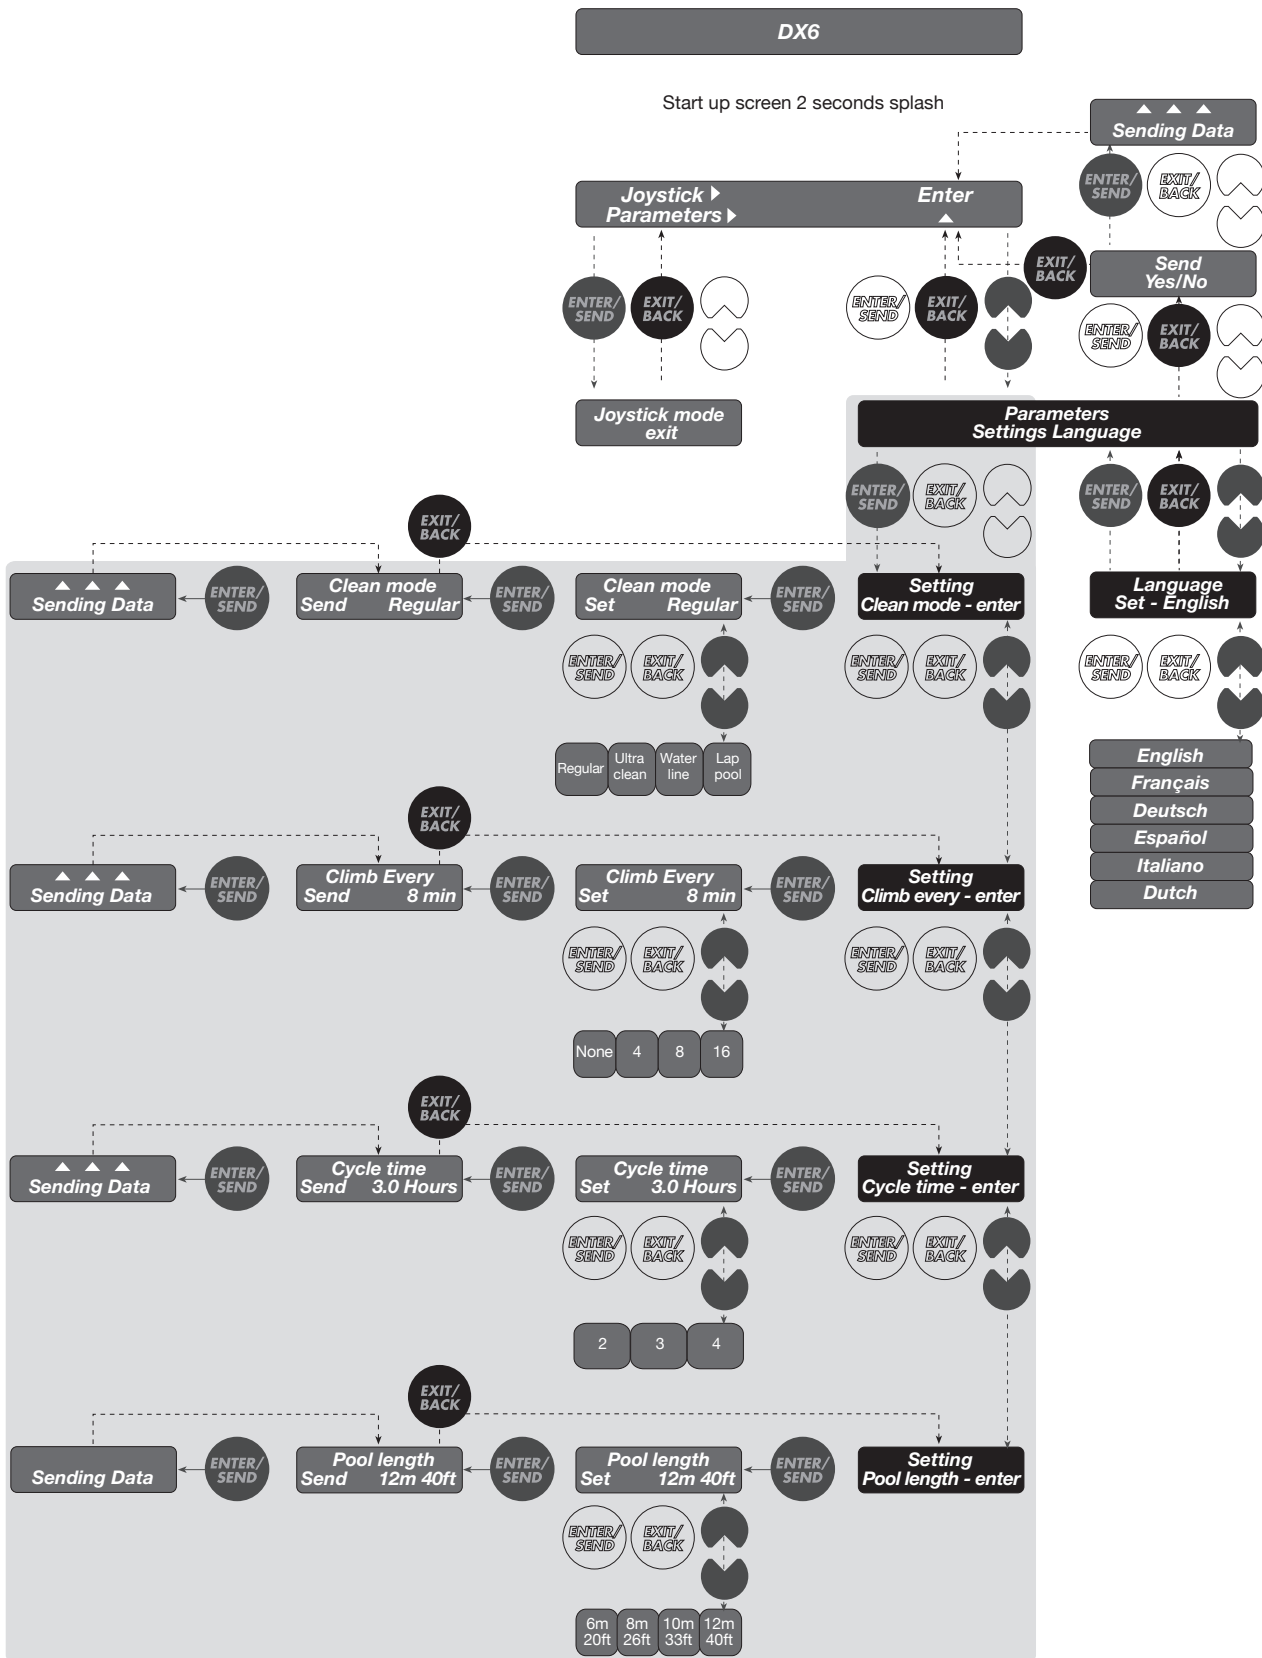 DX6
Start up screen 2 seconds splash
Sending Data
Joystick
Parameters
Enter
ENTER/
SEND
EXIT/
BACK
EXIT/
BACK
Send
Yes/No
ENTER/
SEND
EXIT/
BACK
ENTER/
SEND
EXIT/
BACK
ENTER/
SEND
EXIT/
BACK
Joystick mode
exit
Parameters
Settings Language
ENTER/
SEND
EXIT/
BACK
ENTER/
SEND
EXIT/
BACK
EXIT/
BACK
Sending Data
ENTER/
SEND
Clean mode
Send Regular
ENTER/
SEND
Clean mode
Set Regular
ENTER/
SEND
Setting
Clean mode - enter
Language
Set - English
ENTER/
SEND
EXIT/
BACK
ENTER/
SEND
EXIT/
BACK
ENTER/
SEND
EXIT/
BACK
Regular
Ultra
clean
Water
line
Lap
pool
English
Français
Deutsch
Español
Italiano
Dutch
EXIT/
BACK
Sending Data
ENTER/
SEND
Climb Every
Send 8 min
ENTER/
SEND
Climb Every
Set 8 min
ENTER/
SEND
Setting
Climb every - enter
ENTER/
SEND
EXIT/
BACK
ENTER/
SEND
EXIT/
BACK
None
4
8
16
EXIT/
BACK
Sending Data
ENTER/
SEND
Cycle time
Send 3.0 Hours
ENTER/
SEND
Cycle time
Set 3.0 Hours
ENTER/
SEND
Setting
Cycle time - enter
ENTER/
SEND
EXIT/
BACK
ENTER/
SEND
EXIT/
BACK
2
3
4
EXIT/
BACK
Sending Data
ENTER/
SEND
Pool length
Send 12m 40ft
ENTER/
SEND
Pool length
Set 12m 40ft
ENTER/
SEND
Setting
Pool length - enter
ENTER/
SEND
EXIT/
BACK
6m
20ft
8m
26ft
10m
33ft
12m
40ft